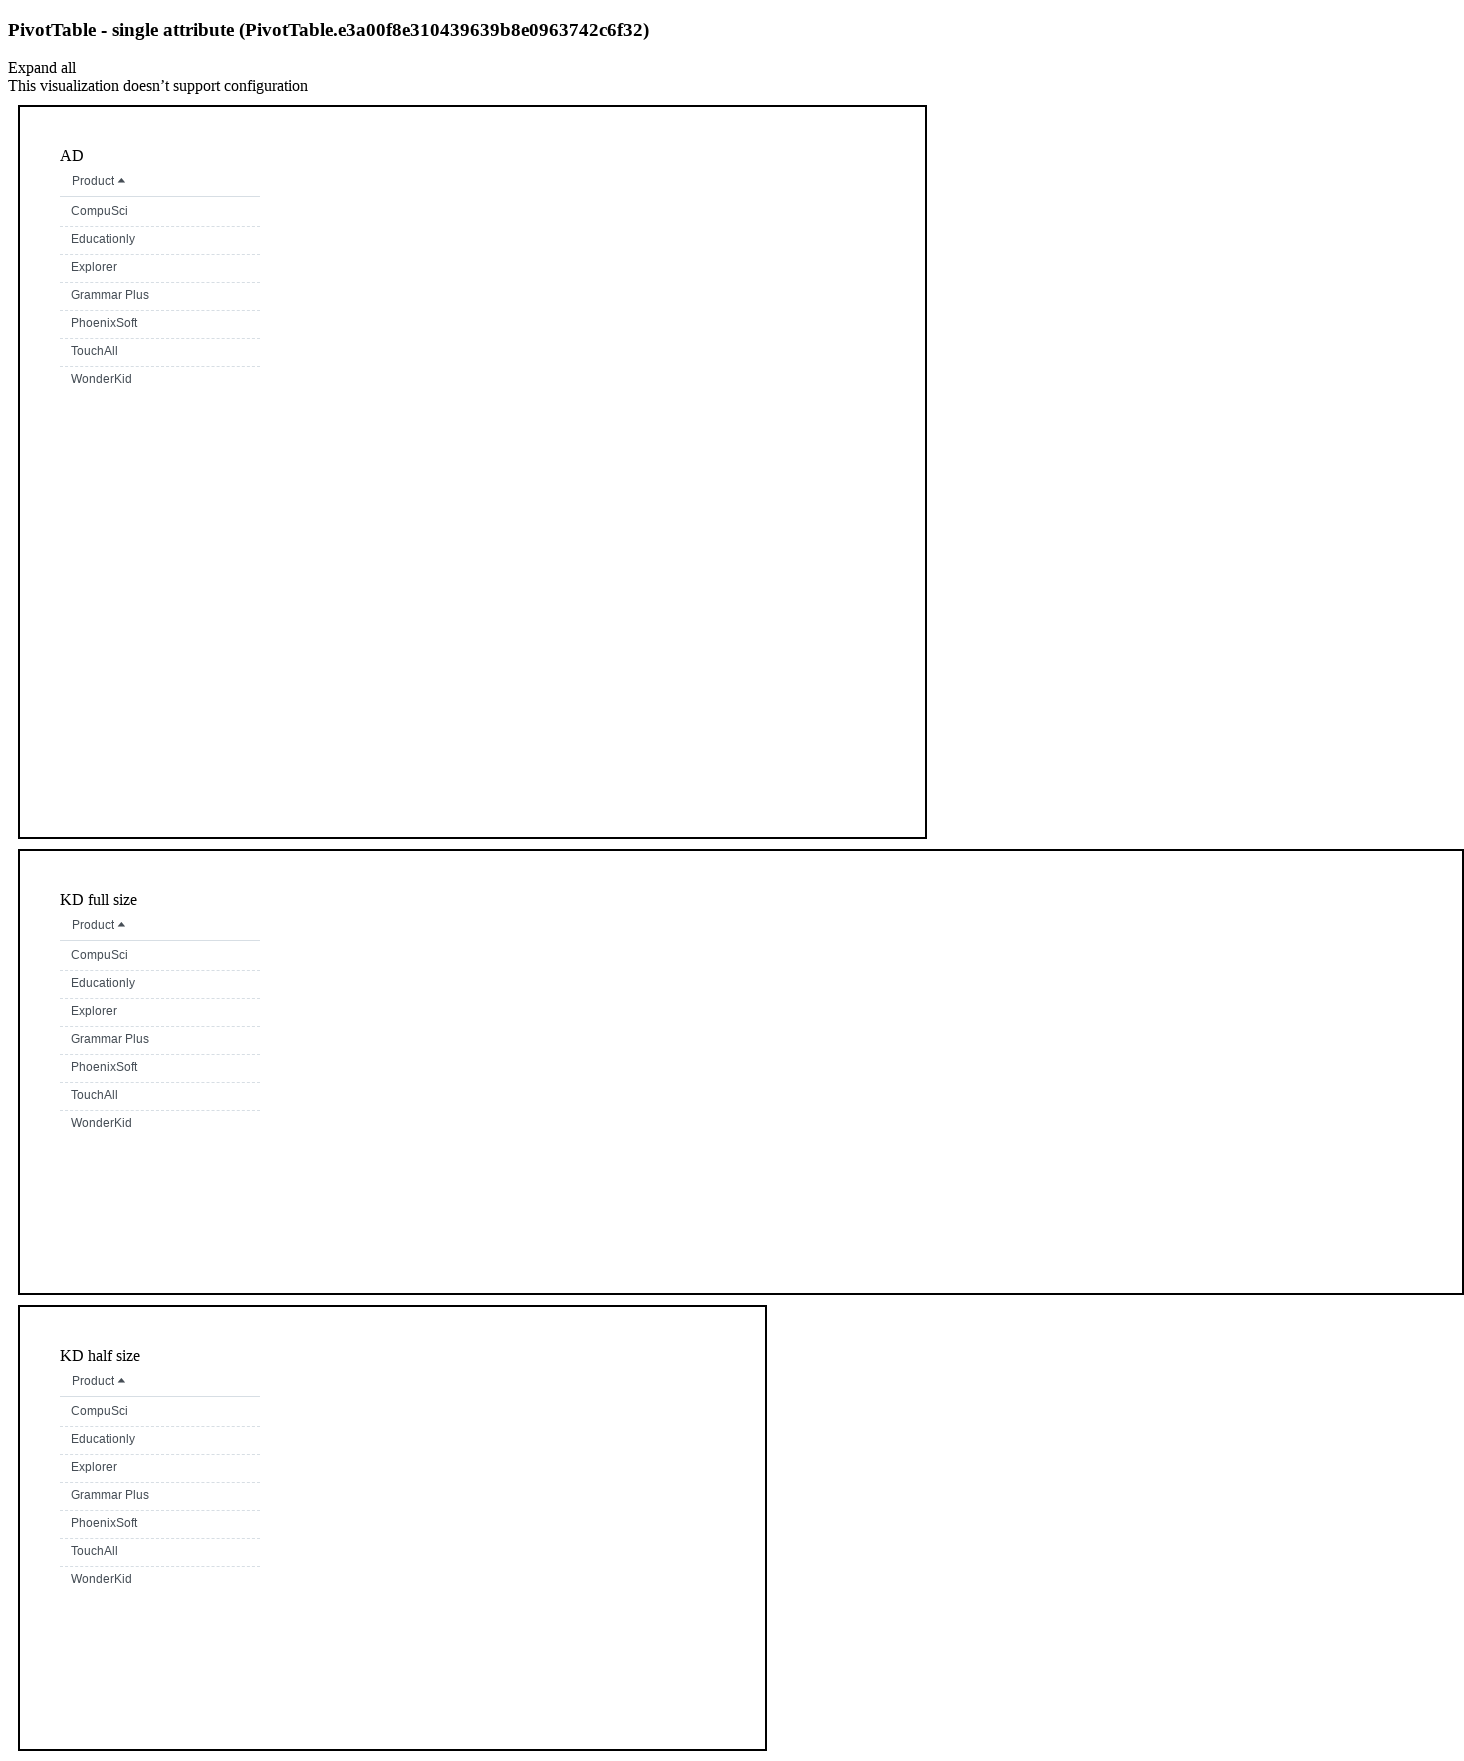 PivotTable - single attribute (PivotTable.e3a00f8e310439639b8e0963742c6f32)
Expand all
This visualization doesn’t support configuration
AD
Product
CompuSci
Educationly
Explorer
Grammar Plus
PhoenixSoft
TouchAll
WonderKid
KD full size
Product
CompuSci
Educationly
Explorer
Grammar Plus
PhoenixSoft
TouchAll
WonderKid
KD half size
Product
CompuSci
Educationly
Explorer
Grammar Plus
PhoenixSoft
TouchAll
WonderKid